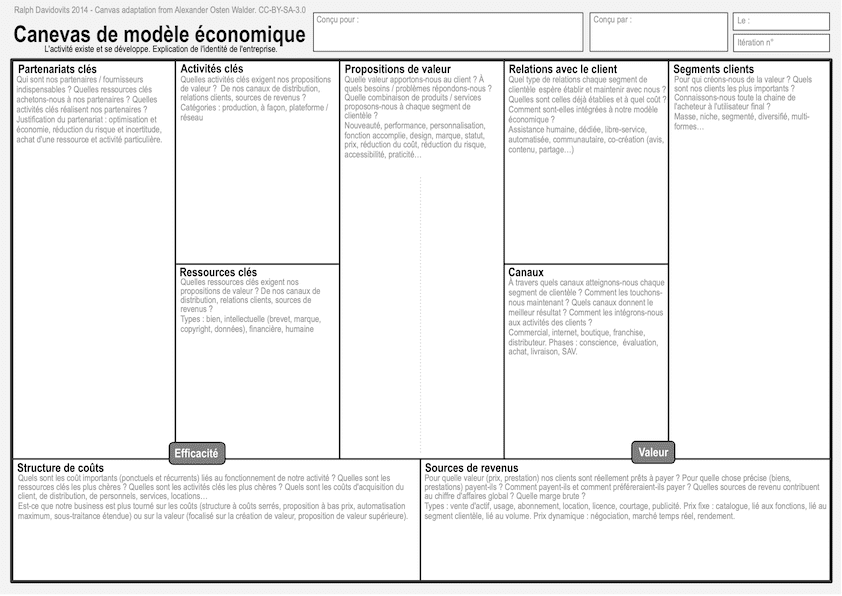 Ralph Davidovits 2014 - Canvas adaptation from Alexander Osten Walder. CC-BY-SA-3.0
Canevas de modèle économique
L'activité existe et se développe. Explication de l'identité de l'entreprise.
Conçu pour :
Conçu par :
Le :
Itération n°
Partenariats clés
Qui sont nos partenaires / fournisseurs
indispensables ? Quelles ressources clés
achetons-nous à nos partenaires ? Quelles
activités clés réalisent nos partenaires ?
Justification du partenariat : optimisation et
économie, réduction du risque et incertitude,
achat d'une ressource et activité particulière.
Activités clés
Quelles activités clés exigent nos propositions
de valeur ? De nos canaux de distribution,
relations clients, sources de revenus ?
Catégories : production, à façon, plateforme /
réseau
Ressources clés
Quelles ressources clés exigent nos
propositions de valeur ? De nos canaux de
distribution, relations clients, sources de
revenus ?
Types : bien, intellectuelle (brevet, marque,
copyright, données), financière, humaine
Propositions de valeur
Quelle valeur apportons-nous au client ? À
quels besoins / problèmes répondons-nous ?
Quelle combinaison de produits / services
proposons-nous à chaque segment de
clientèle ?
Nouveauté, performance, personnalisation,
fonction accomplie, design, marque, statut,
prix, réduction du coût, réduction du risque,
accessibilité, praticité…
Relations avec le client
Quel type de relations chaque segment de
clientèle espère établir et maintenir avec nous ?
Quelles sont celles déjà établies et à quel coût ?
Comment sont-elles intégrées à notre modèle
économique ?
Assistance humaine, dédiée, libre-service,
automatisée, communautaire, co-création (avis,
contenu, partage…)
Canaux
À travers quels canaux atteignons-nous chaque
segment de clientèle ? Comment les touchons-
nous maintenant ? Quels canaux donnent le
meilleur résultat ? Comment les intégrons-nous
aux activités des clients ?
Commercial, internet, boutique, franchise,
distributeur. Phases : conscience, évaluation,
achat, livraison, SAV.
Segments clients
Pour qui créons-nous de la valeur ? Quels
sont nos clients les plus importants ?
Connaissons-nous toute la chaine de
l'acheteur à l'utilisateur final ?
Masse, niche, segmenté, diversifié, multi-
formes…
Efficacité
Valeur
Structure de coûts
Quels sont les coût importants (ponctuels et récurrents) liés au fonctionnement de notre activité ? Quelles sont les
ressources clés les plus chères ? Quelles sont les activités clés les plus chères ? Quels sont les coûts d'acquisition du
client, de distribution, de personnels, services, locations…
Est-ce que notre business est plus tourné sur les coûts (structure à coûts serrés, proposition à bas prix, automatisation
maximum, sous-traitance étendue) ou sur la valeur (focalisé sur la création de valeur, proposition de valeur supérieure).
Sources de revenus
Pour quelle valeur (prix, prestation) nos clients sont réellement prêts à payer ? Pour quelle chose précise (biens,
prestations) payent-ils ? Comment payent-ils et comment préféreraient-ils payer ? Quelles sources de revenu contribuent
au chiffre d'affaires global ? Quelle marge brute ?
Types : vente d'actif, usage, abonnement, location, licence, courtage, publicité. Prix fixe : catalogue, lié aux fonctions, lié au
segment clientèle, lié au volume. Prix dynamique : négociation, marché temps réel, rendement.